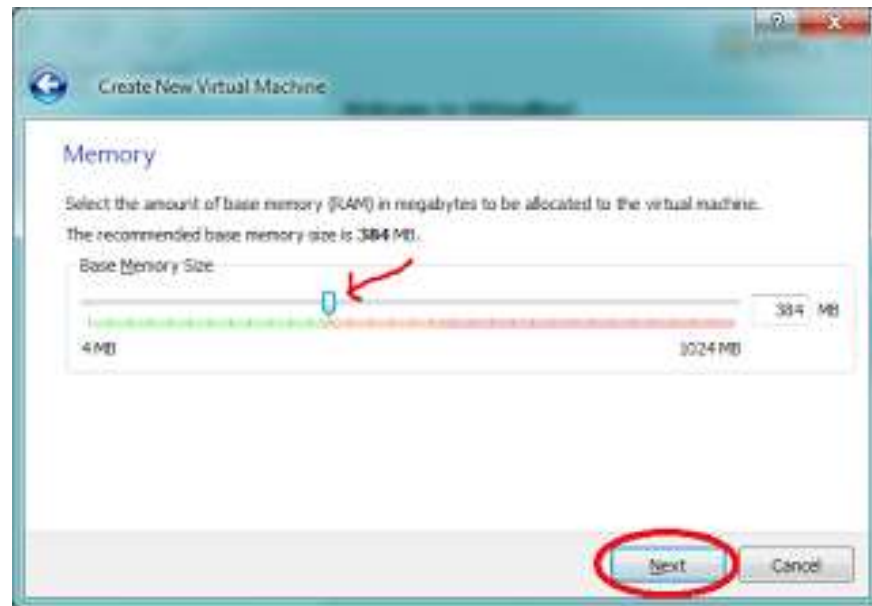 Create New Virtual Machine
Memory
Select the amount of base memory (RAM) in megabytes to be allocated to the virtual machine.
The recommended base memory size is 384 MB.
Base Memory Size
384 MB
4 MB
1024 MB
Next
Cancel